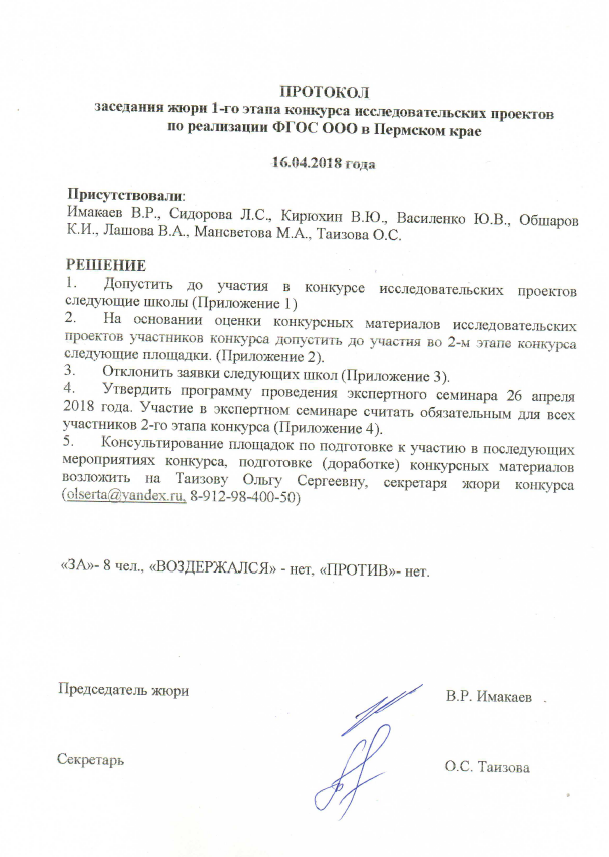 ПРОТОКОЛ
заседания жюри 1-го этапа конкурса исследовательских проектов
по реализации ФГОС ООО в Пермском крае
16.04.2018 года
Присутствовали:
Имакаев В.Р., Сидорова Л.С., Кирюхин В.Ю., Василенко Ю.В., Обшаров
К.И., Лашова В.А., Мансветова М.А., Таизова О.С.
РЕШЕНИЕ
1. Допустить до участия в конкурсе исследовательских проектов
следующие школы (Приложение 1)
2. На основании оценки конкурсных материалов исследовательских
проектов участников конкурса допустить до участия во 2-м этапе конкурса
следующие площадки. (Приложение 2).
3. Отклонить заявки следующих школ (Приложение 3).
4. Утвердить программу проведения экспертного семинара 26 апреля
2018 года. Участие в экспертном семинаре считать обязательным для всех
участников 2-го этапа конкурса (Приложение 4).
5. Консультирование площадок по подготовке к участию в последующих
мероприятиях конкурса, подготовке (доработке) конкурсных материалов
возложить на Таизову Ольгу Сергеевну, секретаря жюри конкурса
(olserta@yandex.ru, 8-912-98-400-50)
«ЗА»- 8 чел., «ВОЗДЕРЖАЛСЯ» - нет, «ПРОТИВ»- нет.
Председатель жюри В.Р. Имакаев
Секретарь О.С. Таизова